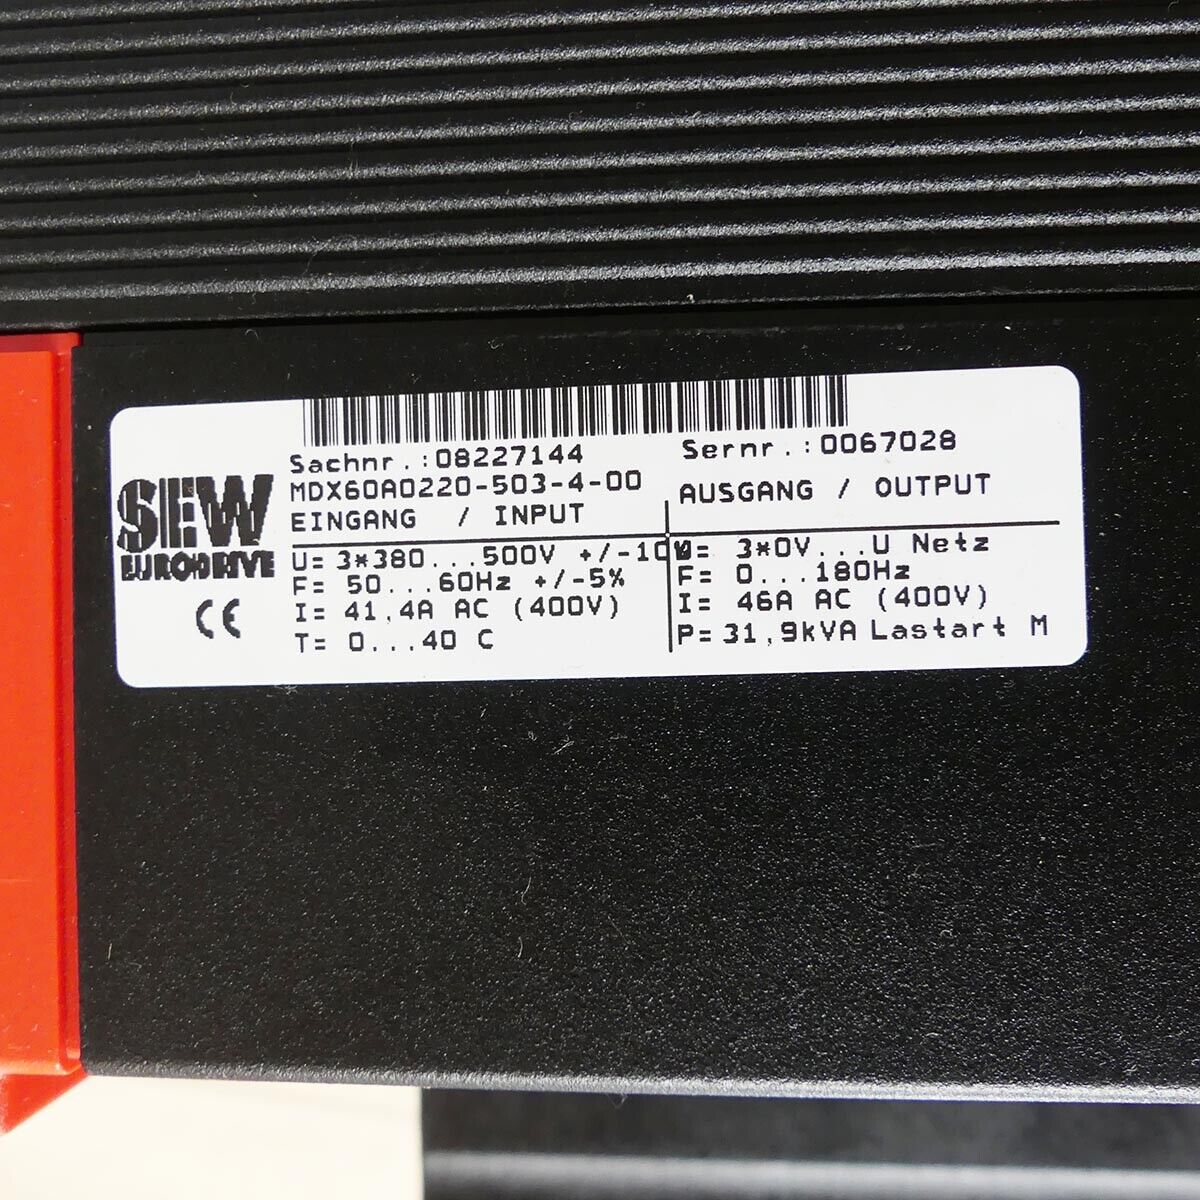 Sachnr.:08227144 Sernr.:0067028
MDX60A0220-503-4-00
SEW
EURODRIVE
CE
EINGANG / INPUT
U= 3*380...500V +/-10
F= 50...60Hz +/-5%
I= 41,4A AC (400V)
T= 0...40 C
AUSGANG / OUTPUT
U= 3*0V...U Netz
F= 0...180Hz
I= 46A AC (400V)
P= 31,9kVA Lastart M